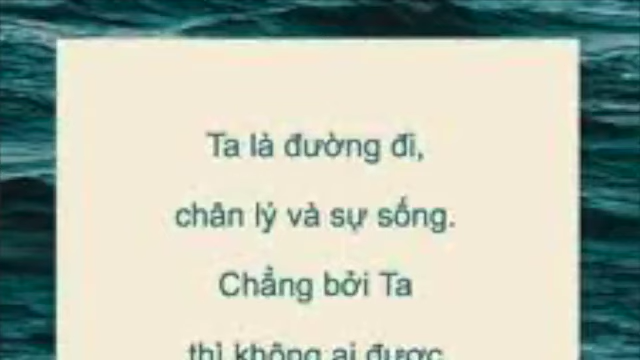 Ta là đường đi,
chân lý và sự sống.
Chẳng bởi Ta
thì không ai được